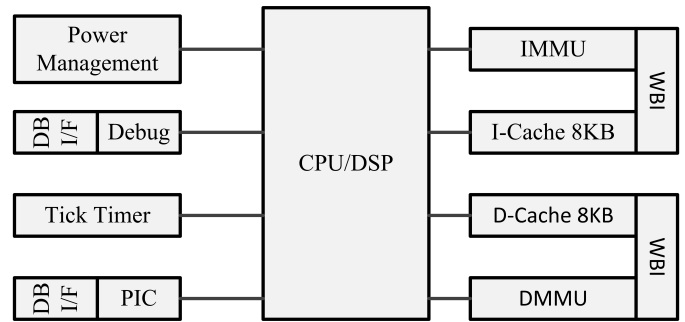 Power
Management
DB
I/F
Debug
Tick Timer
DB
I/F
PIC
CPU/DSP
IMMU
I-Cache 8KB
WBI
D-Cache 8KB
DMMU
WBI